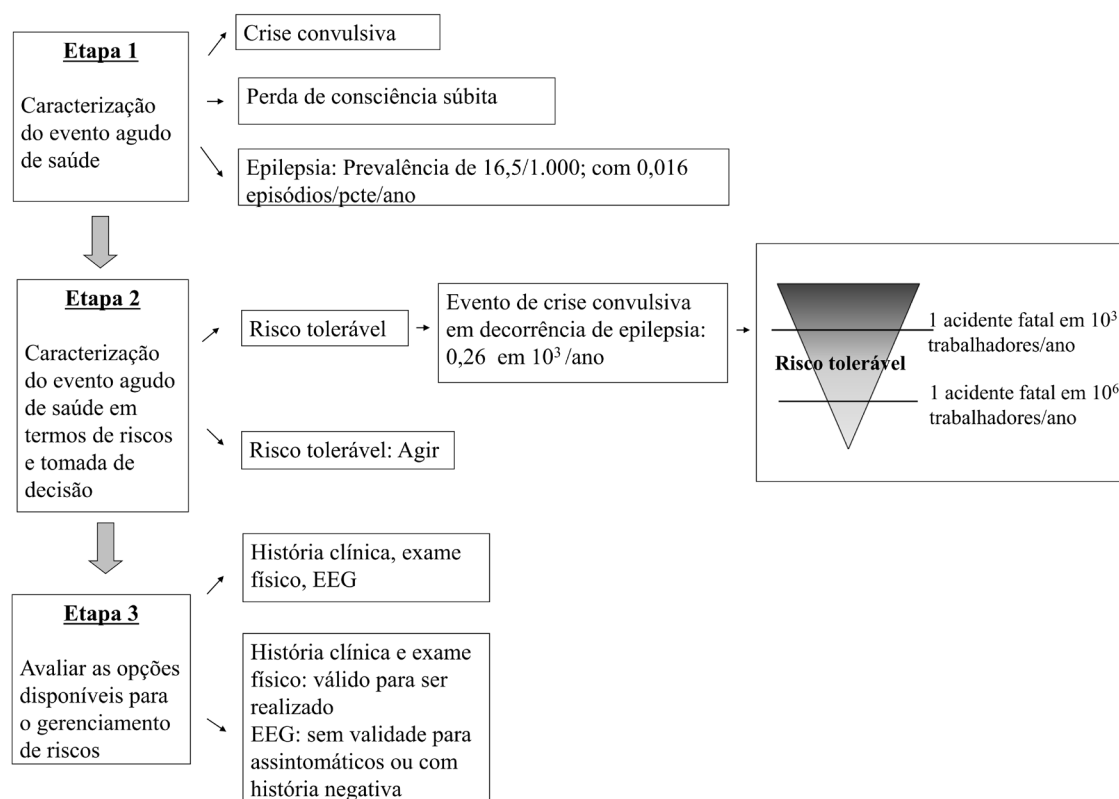 Etapa 1
Caracterização
do evento agudo
de saúde
Crise convulsiva
Perda de consciência súbita
Epilepsia: Prevalência de 16,5/1.000; com 0,016
episódios/pcte/ano
Etapa 2
Caracterização
do evento agudo
de saúde em
termos de riscos
e tomada de
decisão
Risco tolerável
Evento de crise convulsiva
em decorrência de epilepsia:
0,26 em 10³ /ano
1 acidente fatal em 10³
trabalhadores/ano
Risco tolerável
1 acidente fatal em 10⁶
trabalhadores/ano
Risco tolerável: Agir
Etapa 3
Avaliar as opções
disponíveis para
o gerenciamento
de riscos
História clínica, exame
físico, EEG
História clínica e exame
físico: válido para ser
realizado
EEG: sem validade para
assintomáticos ou com
história negativa